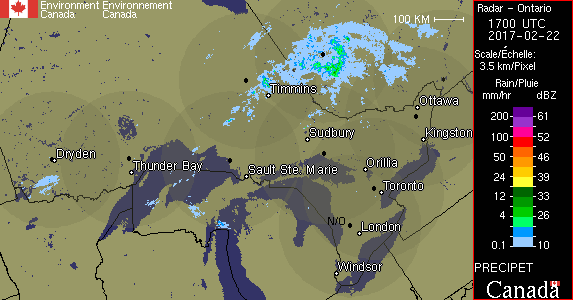 Environment Environnement
Canada Canada
100 KM
Timmins
Ottawa
Sudbury
Kingston
Dryden
Thunder Bay
Sault Ste. Marie
Orillia
Toronto
N/O
London
Windsor
Radar - Ontario
1700 UTC
2017-02-22
Scale/Échelle:
3.5 km/Pixel
Rain/Pluie
mm/hr dBZ
200 61
100 52
50 46
24 39
12 33
4 26
0.1 10
PRECIPET
Canada